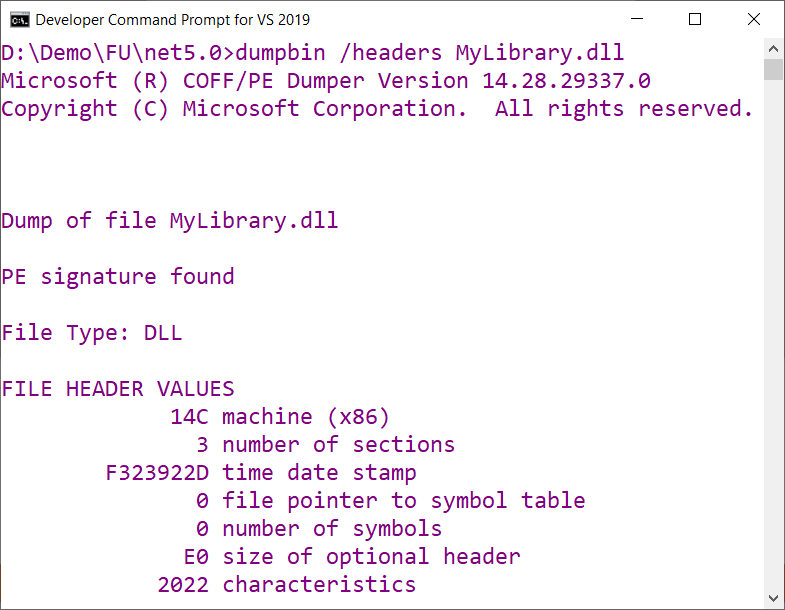 Developer Command Prompt for VS 2019
D:\Demo\FU\net5.0>dumpbin /headers MyLibrary.dll
Microsoft (R) COFF/PE Dumper Version 14.28.29337.0
Copyright (C) Microsoft Corporation.  All rights reserved.
Dump of file MyLibrary.dll
PE signature found
File Type: DLL
FILE HEADER VALUES
             14C machine (x86)
               3 number of sections
        F323922D time date stamp
               0 file pointer to symbol table
               0 number of symbols
              E0 size of optional header
            2022 characteristics